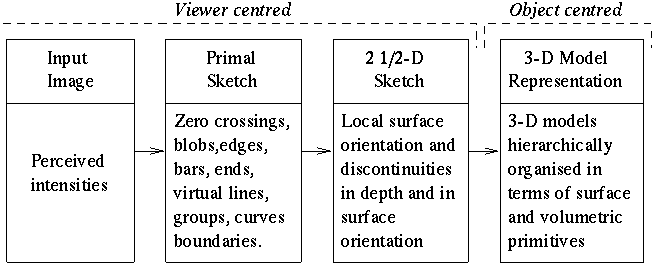 Viewer centred
Object centred
Input
Image
Perceived
intensities
Primal
Sketch
Zero crossings,
blobs,edges,
bars, ends,
virtual lines,
groups, curves
boundaries.
2 1/2-D
Sketch
Local surface
orientation and
discontinuities
in depth and in
surface
orientation
3-D Model
Representation
3-D models
hierarchically
organised in
terms of surface
and volumetric
primitives